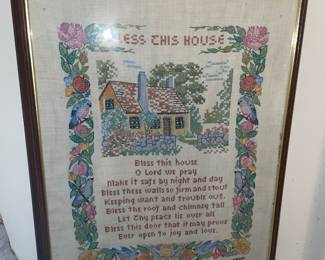 BLESS THIS HOUSE
Bless this house
O Lord we pray
Make it safe by night and day
Bless these walls so firm and stout
Keeping want and trouble out.
Bless the roof and chimney tall
Let Thy peace lie over all
Bless this door that it may prove
Ever open to joy and love.